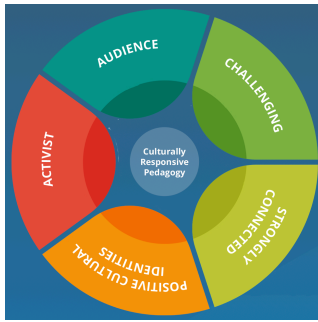 AUDIENCE
CHALLENGING
STRONGLY
CONNECTED
POSITIVE CULTURAL
IDENTITIES
ACTIVIST
Culturally
Responsive
Pedagogy